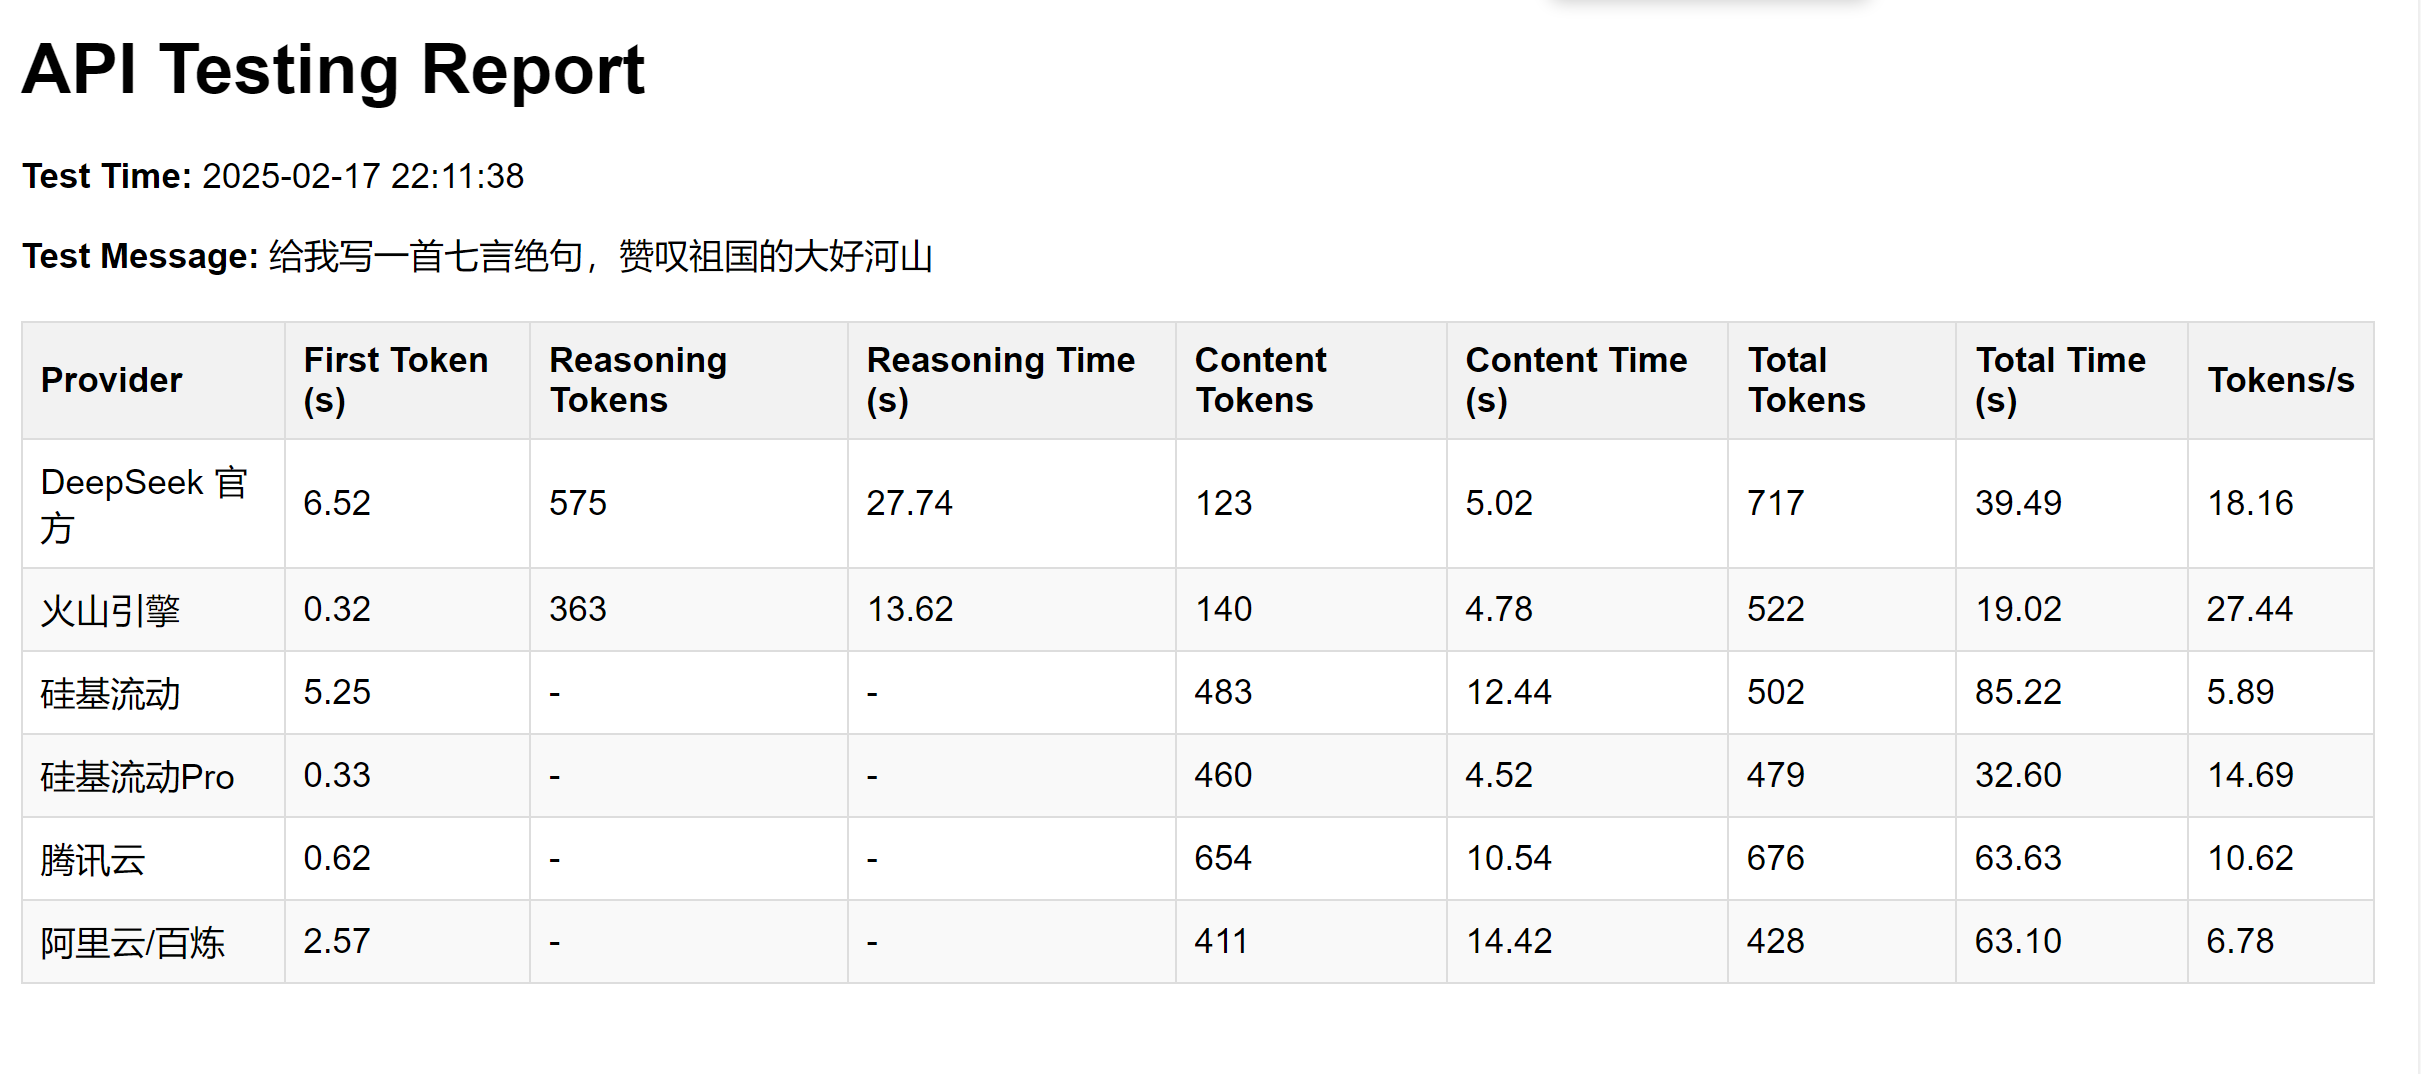 API Testing Report
Test Time: 2025-02-17 22:11:38
Test Message: 给我写一首七言绝句，赞叹祖国的大好河山
Provider First Token (s) Reasoning Tokens Reasoning Time (s) Content Tokens Content Time (s) Total Tokens Total Time (s) Tokens/s
DeepSeek 官方 6.52 575 27.74 123 5.02 717 39.49 18.16
火山引擎 0.32 363 13.62 140 4.78 522 19.02 27.44
硅基流动 5.25 - - 483 12.44 502 85.22 5.89
硅基流动Pro 0.33 - - 460 4.52 479 32.60 14.69
腾讯云 0.62 - - 654 10.54 676 63.63 10.62
阿里云/百炼 2.57 - - 411 14.42 428 63.10 6.78